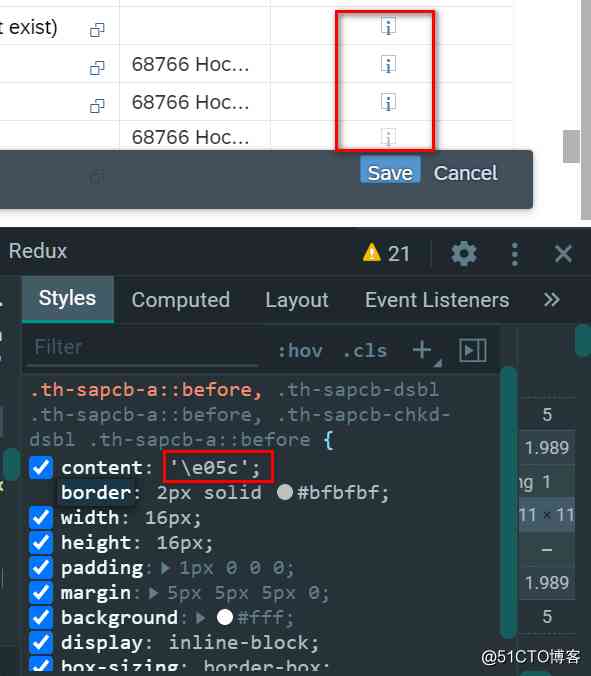 t exist)
i
68766 Hoc...
i
68766 Hoc...
i
68766 Hoc...
i
Save
Cancel
Redux
21
Styles
Computed
Layout
Event Listeners
Filter
:hov
.cls
.th-sapcb-a::before, .th-sapcb-dsbl
.th-sapcb-a::before, .th-sapcb-chkd-
dsbl .th-sapcb-a::before {
content: '\e05c';
border: 2px solid #bfbfbf;
width: 16px;
height: 16px;
padding: 1px 0 0 0;
margin: 5px 5px 5px 0;
background: #fff;
display: inline-block;
box-sizing: border-box;
5
1.989
ng 1
11 × 11
–
1.989
5
@51CTO博客